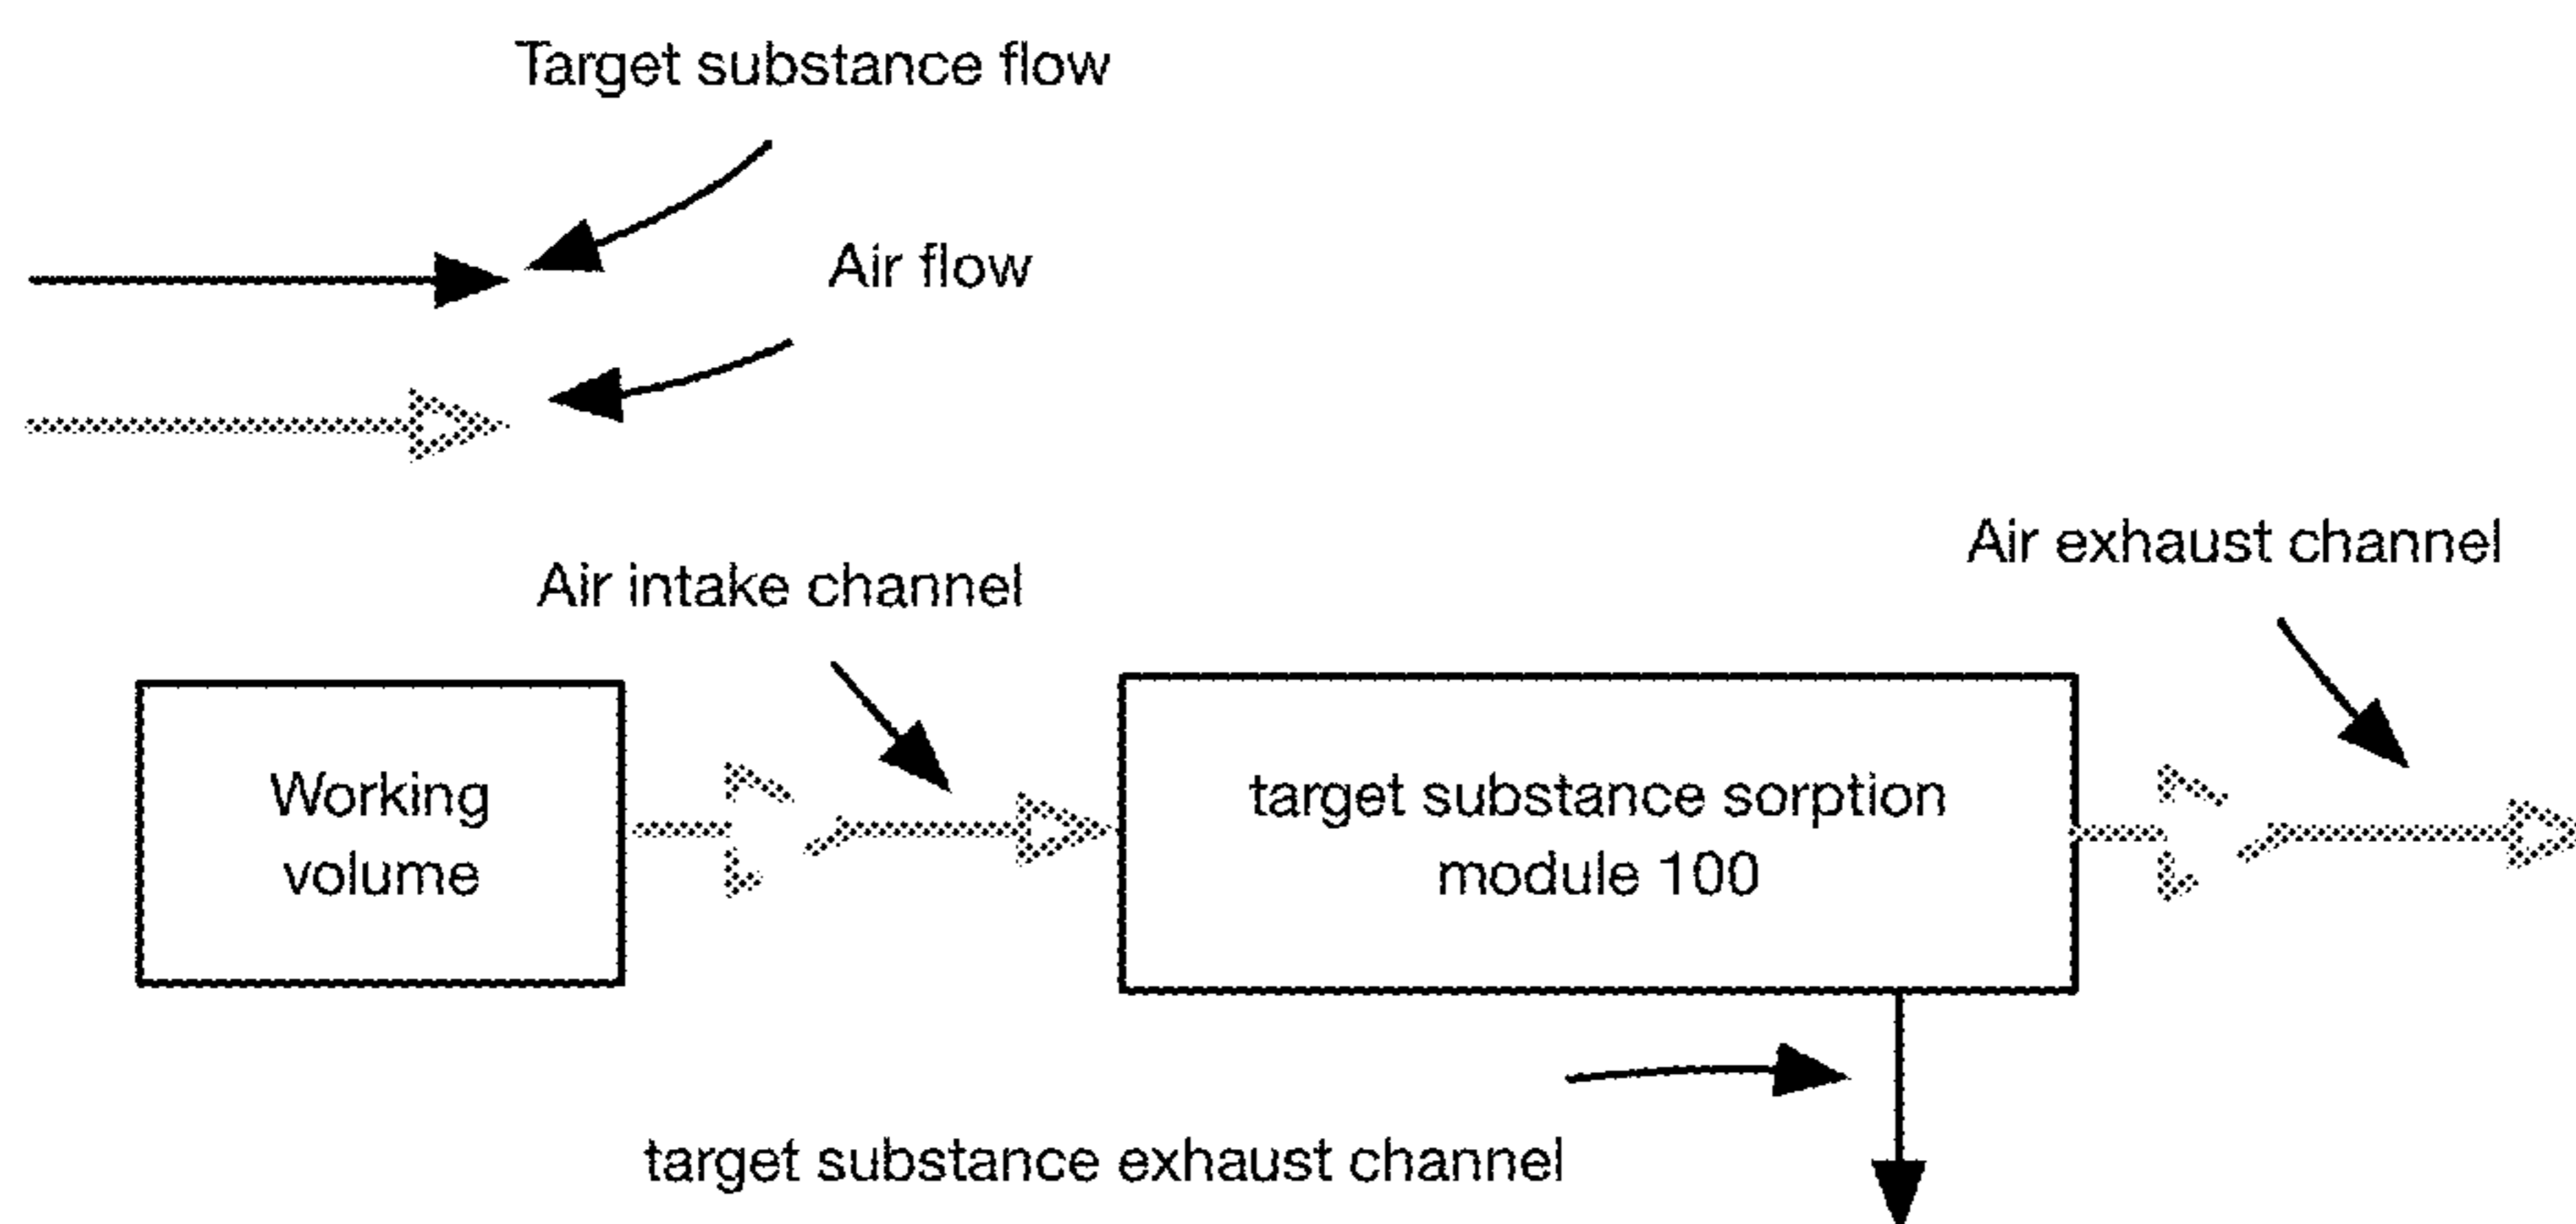 Target substance flow
Air flow
Air exhaust channel
Air intake channel
Working
volume
target substance sorption
module 100
target substance exhaust channel